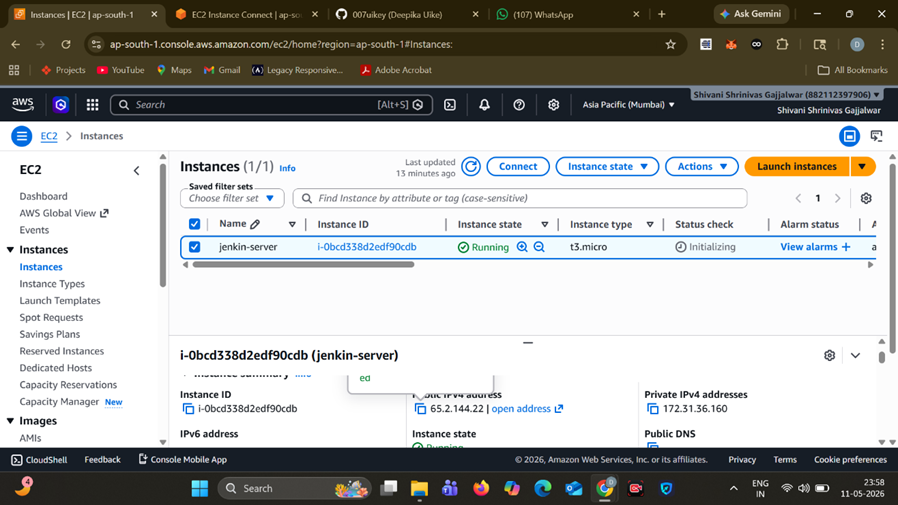 Instances | EC2 | ap-south-1
EC2 Instance Connect | ap-so
007uikey (Deepika Uike)
(107) WhatsApp
Ask Gemini
ap-south-1.console.aws.amazon.com/ec2/home?region=ap-south-1#Instances:
D
Projects
YouTube
Maps
Gmail
Legacy Responsive...
Adobe Acrobat
All Bookmarks
aws
Search
[Alt+S]
Asia Pacific (Mumbai)
Shivani Shrinivas Gajjalwar (882112397906)
Shivani Shrinivas Gajjalwar
EC2
Instances
EC2
Dashboard
AWS Global View
Events
Instances
Instances
Instance Types
Launch Templates
Spot Requests
Savings Plans
Reserved Instances
Dedicated Hosts
Capacity Reservations
Capacity Manager New
Images
AMIs
Instances (1/1) Info
Last updated
13 minutes ago
Connect
Instance state
Actions
Launch instances
Saved filter sets
Choose filter set
Find Instance by attribute or tag (case-sensitive)
1
Name
Instance ID
Instance state
Instance type
Status check
Alarm status
A
jenkin-server
i-0bcd338d2edf90cdb
Running
t3.micro
Initializing
View alarms +
a
i-0bcd338d2edf90cdb (jenkin-server)
Instance summary Info
ed
Instance ID
i-0bcd338d2edf90cdb
Public IPv4 address
65.2.144.22 | open address
Private IPv4 addresses
172.31.36.160
IPv6 address
Instance state
Running
Public DNS
CloudShell
Feedback
Console Mobile App
© 2026, Amazon Web Services, Inc. or its affiliates.
Privacy
Terms
Cookie preferences
4
Search
D
ENG
IN
23:58
11-05-2026